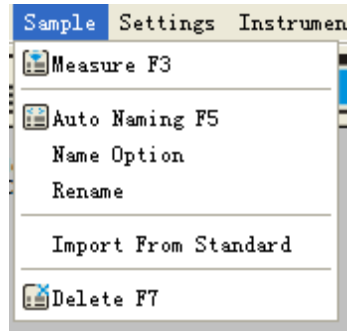 Sample Settings Instrumen
Measure F3
Auto Naming F5
Name Option
Rename
Import From Standard
Delete F7